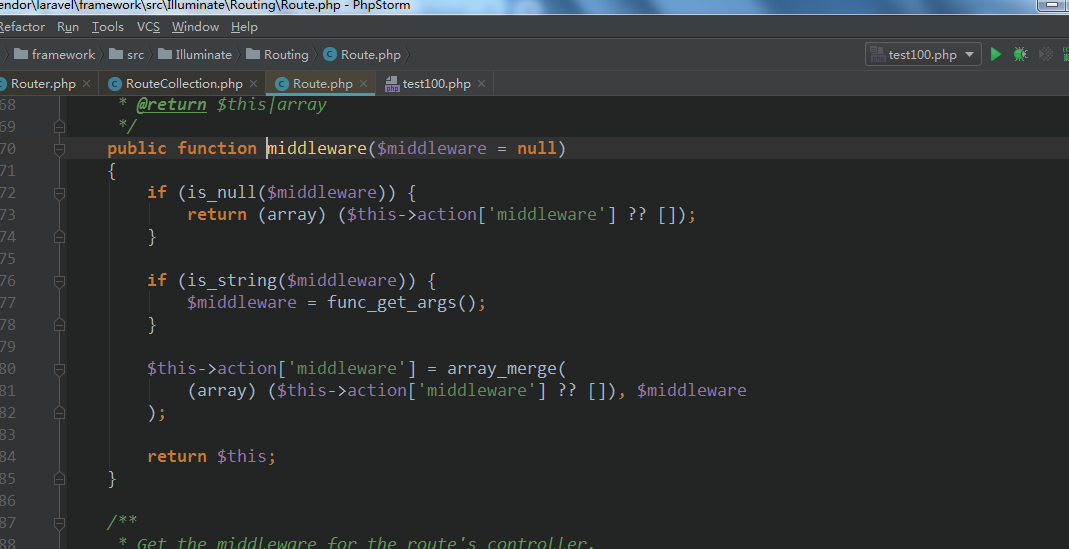 endor\laravel\framework\src\Illuminate\Routing\Route.php - PhpStorm
Refactor Run Tools VCS Window Help
framework src Illuminate Routing Route.php test100.php
Router.php RouteCollection.php Route.php test100.php
68 * @return $this|array
69 */
70 public function middleware($middleware = null)
71 {
72 if (is_null($middleware)) {
73 return (array) ($this->action['middleware'] ?? []);
74 }
75
76 if (is_string($middleware)) {
77 $middleware = func_get_args();
78 }
79
80 $this->action['middleware'] = array_merge(
81 (array) ($this->action['middleware'] ?? []), $middleware
82 );
83
84 return $this;
85 }
86
87 /**
88 * Get the middleware for the route's controller.